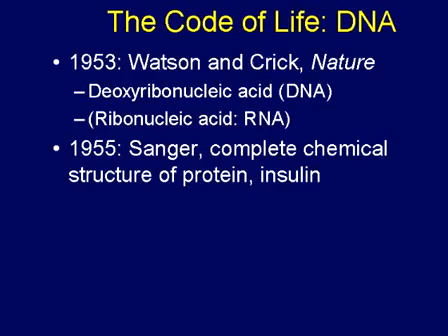 The Code of Life: DNA
• 1953: Watson and Crick, Nature
– Deoxyribonucleic acid (DNA)
– (Ribonucleic acid: RNA)
• 1955: Sanger, complete chemical
structure of protein, insulin